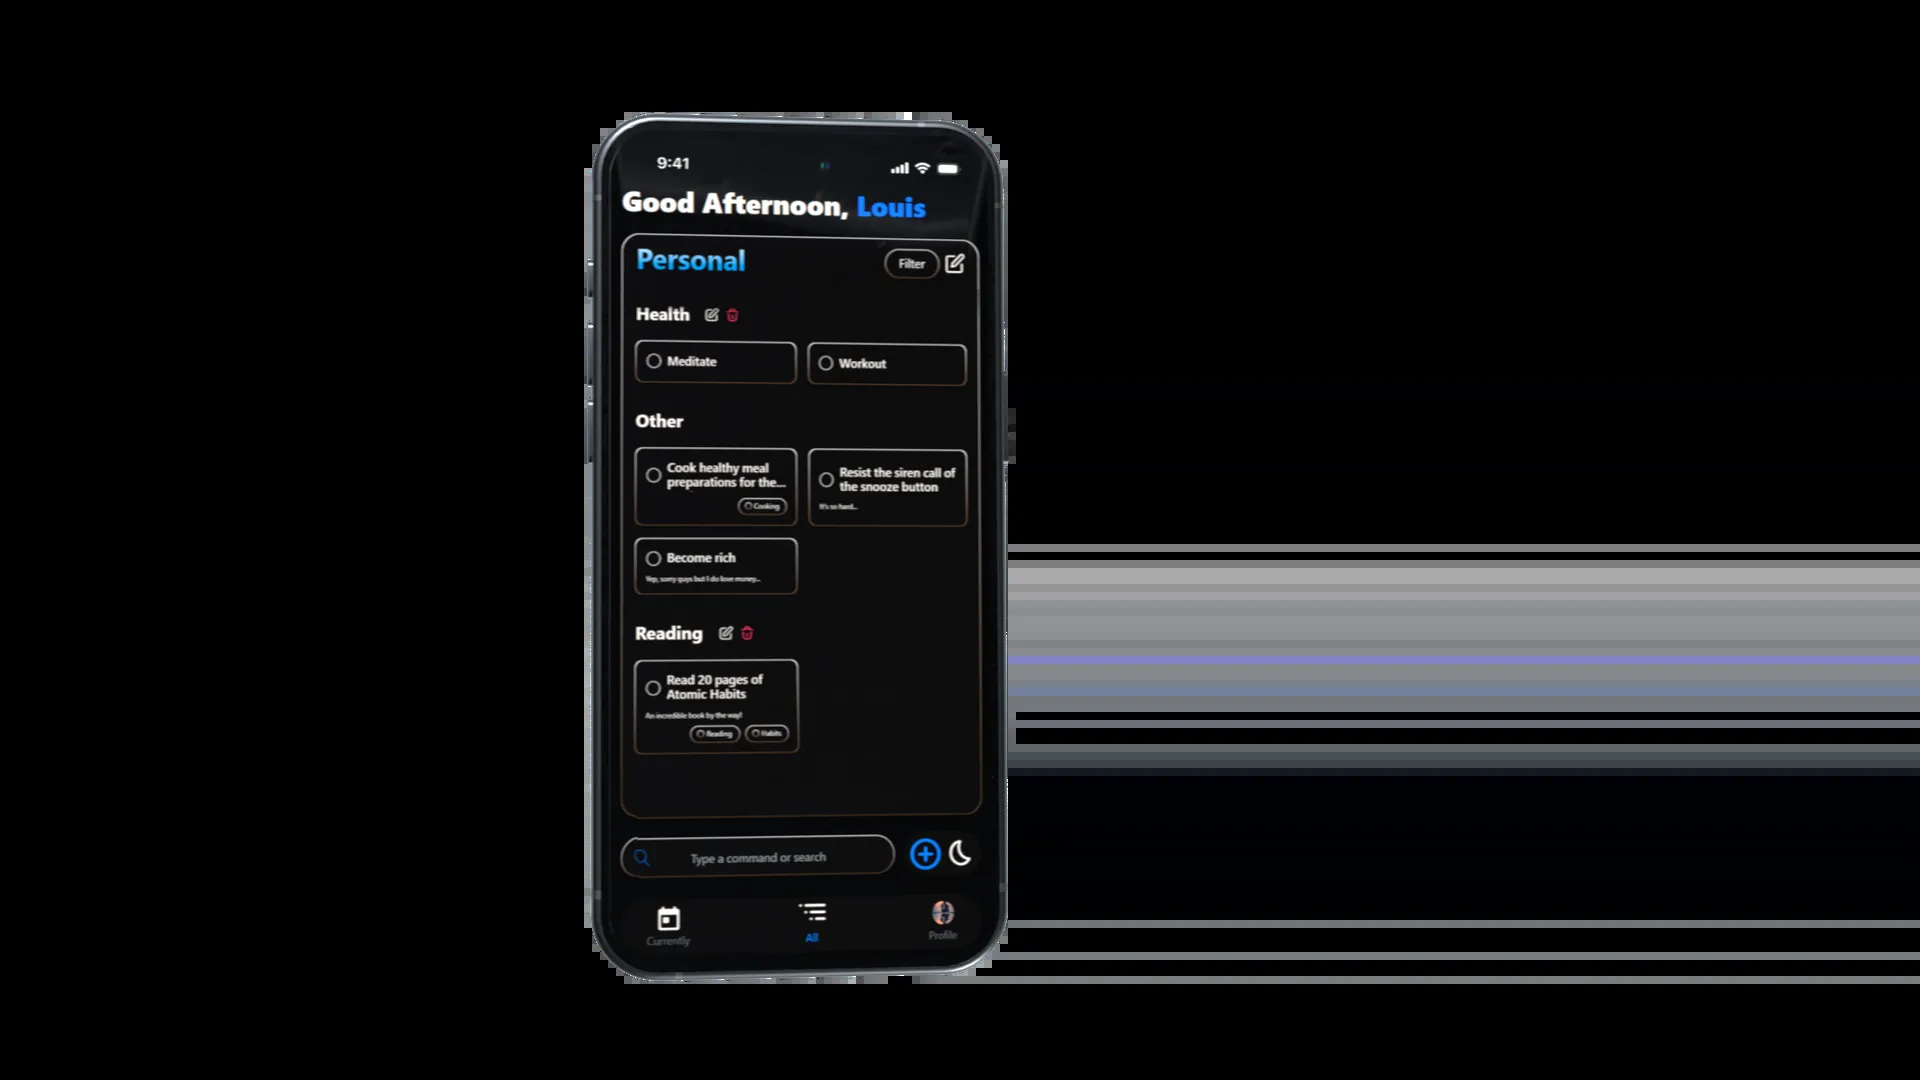 9:41
Good Afternoon, Louis
Personal
Filter
Health
Meditate
Workout
Other
Cook healthy meal
preparations for the...
Cooking
Resist the siren call of
the snooze button
It's so hard...
Become rich
Yep, sorry guys but I do love money...
Reading
Read 20 pages of
Atomic Habits
An incredible book by the way!
Reading
Habits
Type a command or search
Currently
All
Profile